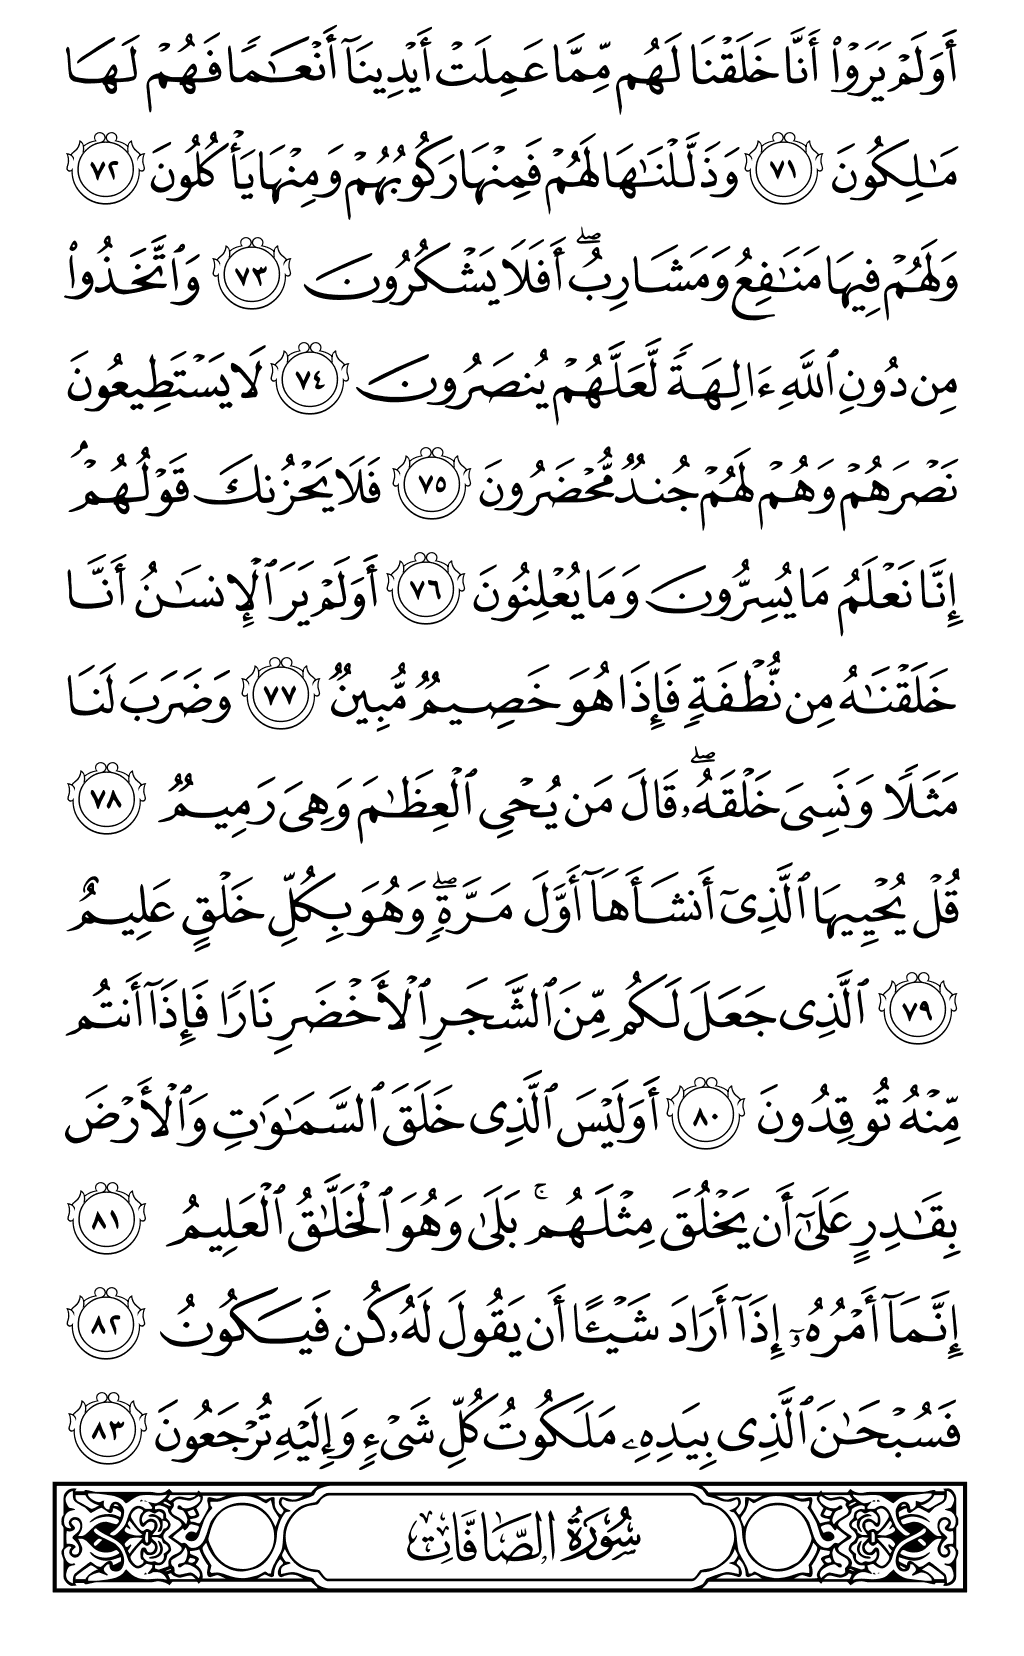 أَوَلَمْ يَرَوْا۟ أَنَّا خَلَقْنَا لَهُم مِّمَّا عَمِلَتْ أَيْدِينَآ أَنْعَـٰمًا فَهُمْ لَهَا
مَـٰلِكُونَ ٧١ وَذَلَّلْنَـٰهَا لَهُمْ فَمِنْهَا رَكُوبُهُمْ وَمِنْهَا يَأْكُلُونَ ٧٢
وَلَهُمْ فِيهَا مَنَـٰفِعُ وَمَشَارِبُ ۖ أَفَلَا يَشْكُرُونَ ٧٣ وَٱتَّخَذُوا۟
مِن دُونِ ٱللَّهِ ءَالِهَةً لَّعَلَّهُمْ يُنصَرُونَ ٧٤ لَا يَسْتَطِيعُونَ
نَصْرَهُمْ وَهُمْ لَهُمْ جُندٌ مُّحْضَرُونَ ٧٥ فَلَا يَحْزُنكَ قَوْلُهُمْ ۘ
إِنَّا نَعْلَمُ مَا يُسِرُّونَ وَمَا يُعْلِنُونَ ٧٦ أَوَلَمْ يَرَ ٱلْإِنسَـٰنُ أَنَّا
خَلَقْنَـٰهُ مِن نُّطْفَةٍ فَإِذَا هُوَ خَصِيمٌ مُّبِينٌ ٧٧ وَضَرَبَ لَنَا
مَثَلًا وَنَسِىَ خَلْقَهُۥ ۖ قَالَ مَن يُحْىِ ٱلْعِظَـٰمَ وَهِىَ رَمِيمٌ ٧٨
قُلْ يُحْيِيهَا ٱلَّذِىٓ أَنشَأَهَآ أَوَّلَ مَرَّةٍ ۖ وَهُوَ بِكُلِّ خَلْقٍ عَلِيمٌ
٧٩ ٱلَّذِى جَعَلَ لَكُم مِّنَ ٱلشَّجَرِ ٱلْأَخْضَرِ نَارًا فَإِذَآ أَنتُم
مِّنْهُ تُوقِدُونَ ٨٠ أَوَلَيْسَ ٱلَّذِى خَلَقَ ٱلسَّمَـٰوَٰتِ وَٱلْأَرْضَ
بِقَـٰدِرٍ عَلَىٰٓ أَن يَخْلُقَ مِثْلَهُم ۚ بَلَىٰ وَهُوَ ٱلْخَلَّـٰقُ ٱلْعَلِيمُ ٨١
إِنَّمَآ أَمْرُهُۥٓ إِذَآ أَرَادَ شَيْـًٔا أَن يَقُولَ لَهُۥ كُن فَيَكُونُ ٨٢
فَسُبْحَـٰنَ ٱلَّذِى بِيَدِهِۦ مَلَكُوتُ كُلِّ شَىْءٍ وَإِلَيْهِ تُرْجَعُونَ ٨٣
سُورَةُ الصَّافَّاتِ